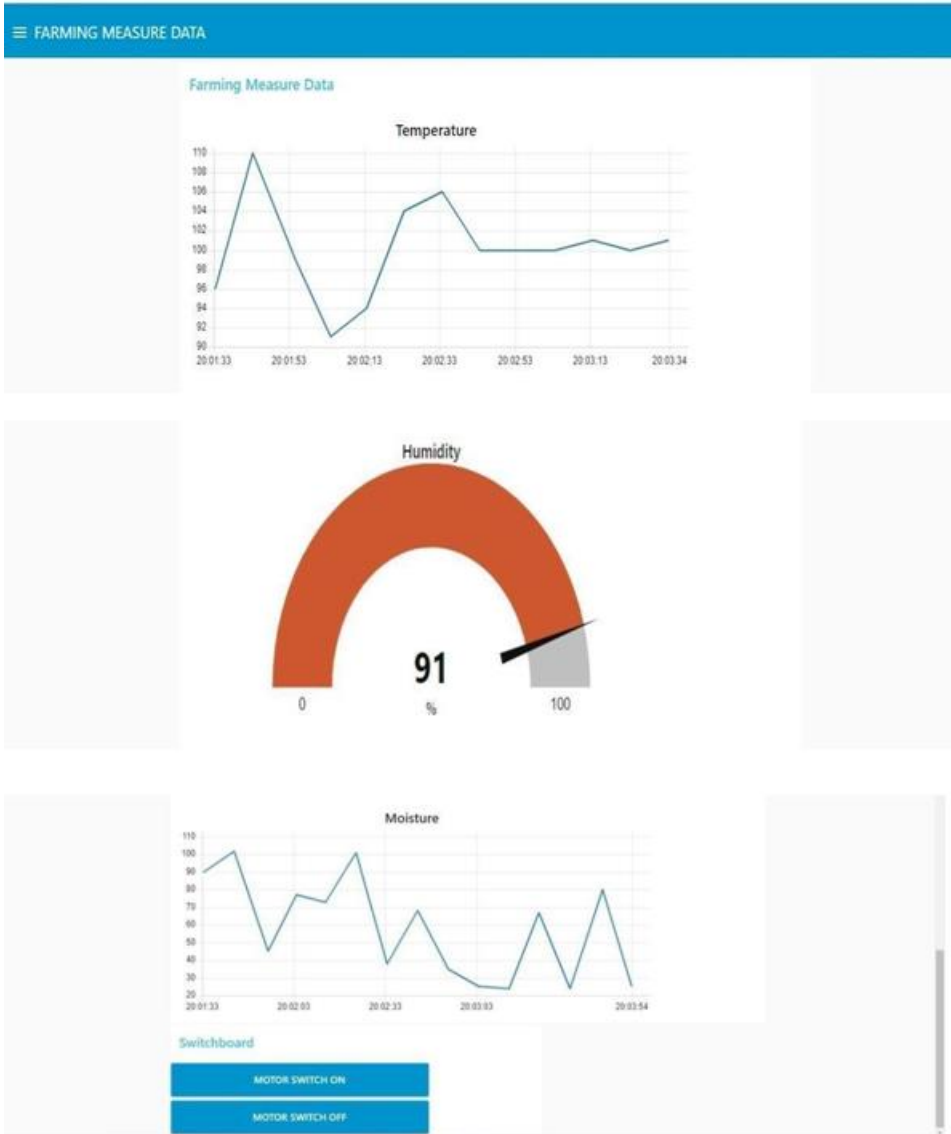 ≡ FARMING MEASURE DATA
Farming Measure Data
Temperature
110
108
106
104
102
100
98
96
94
92
90
20:01:33 20:01:53 20:02:13 20:02:33 20:02:53 20:03:13 20:03:34
Humidity
91
%
0 100
Moisture
110
100
90
80
70
60
50
40
30
20
20:01:33 20:02:03 20:02:33 20:03:03 20:03:54
Switchboard
MOTOR SWITCH ON
MOTOR SWITCH OFF